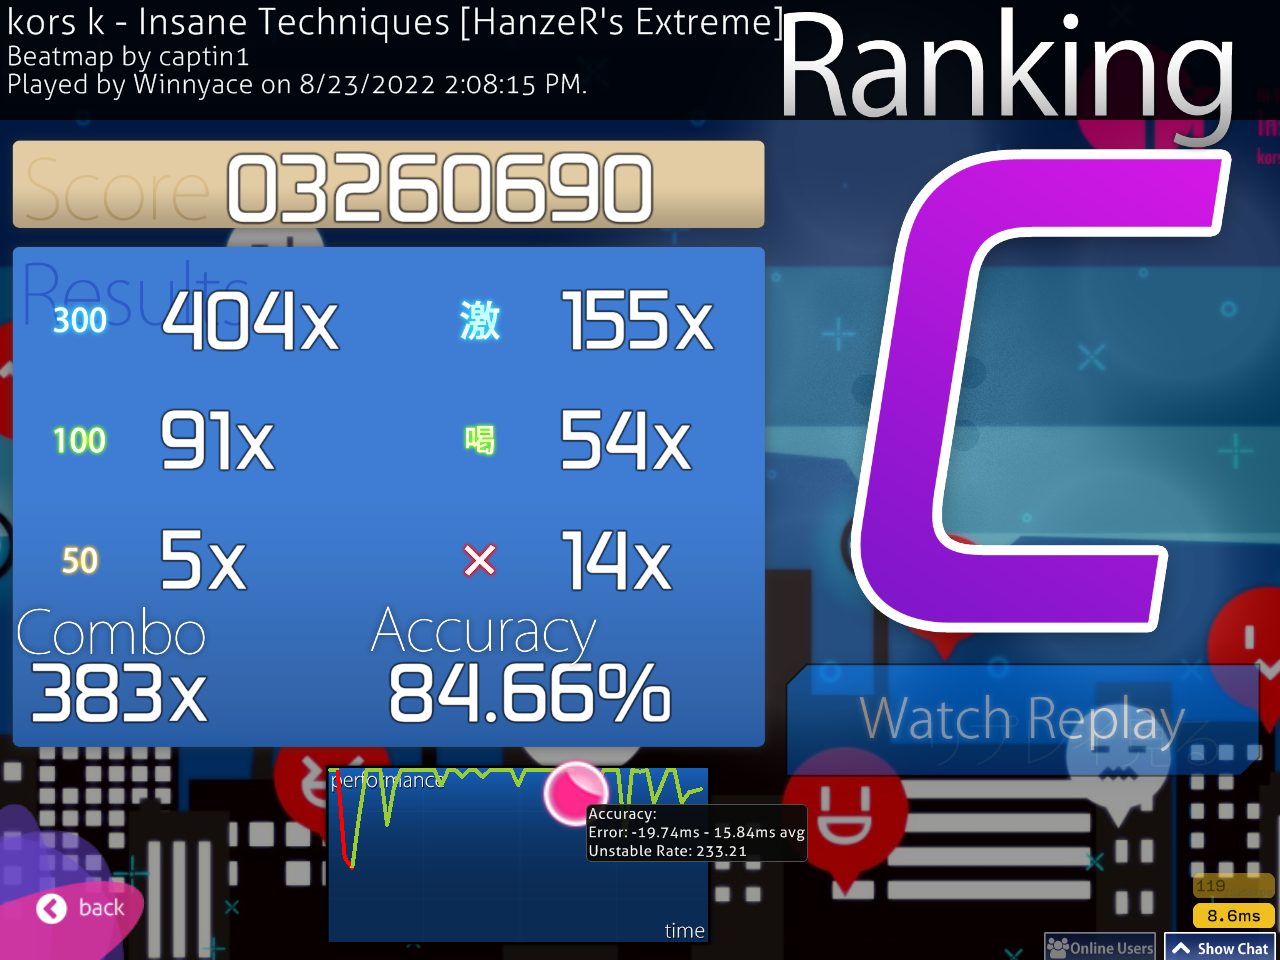 kors k - Insane Techniques [HanzeR's Extreme]
Beatmap by captin1
Played by Winnyace on 8/23/2022 2:08:15 PM.
Ranking
Score 03260690
Results
300 404x 激 155x
100 91x 喝 54x
50 5x 14x
Combo Accuracy
383x 84.66%
Watch Replay
performance
Accuracy:
Error: -19.74ms - 15.84ms avg
Unstable Rate: 233.21
time
back
119
8.6ms
Online Users
Show Chat